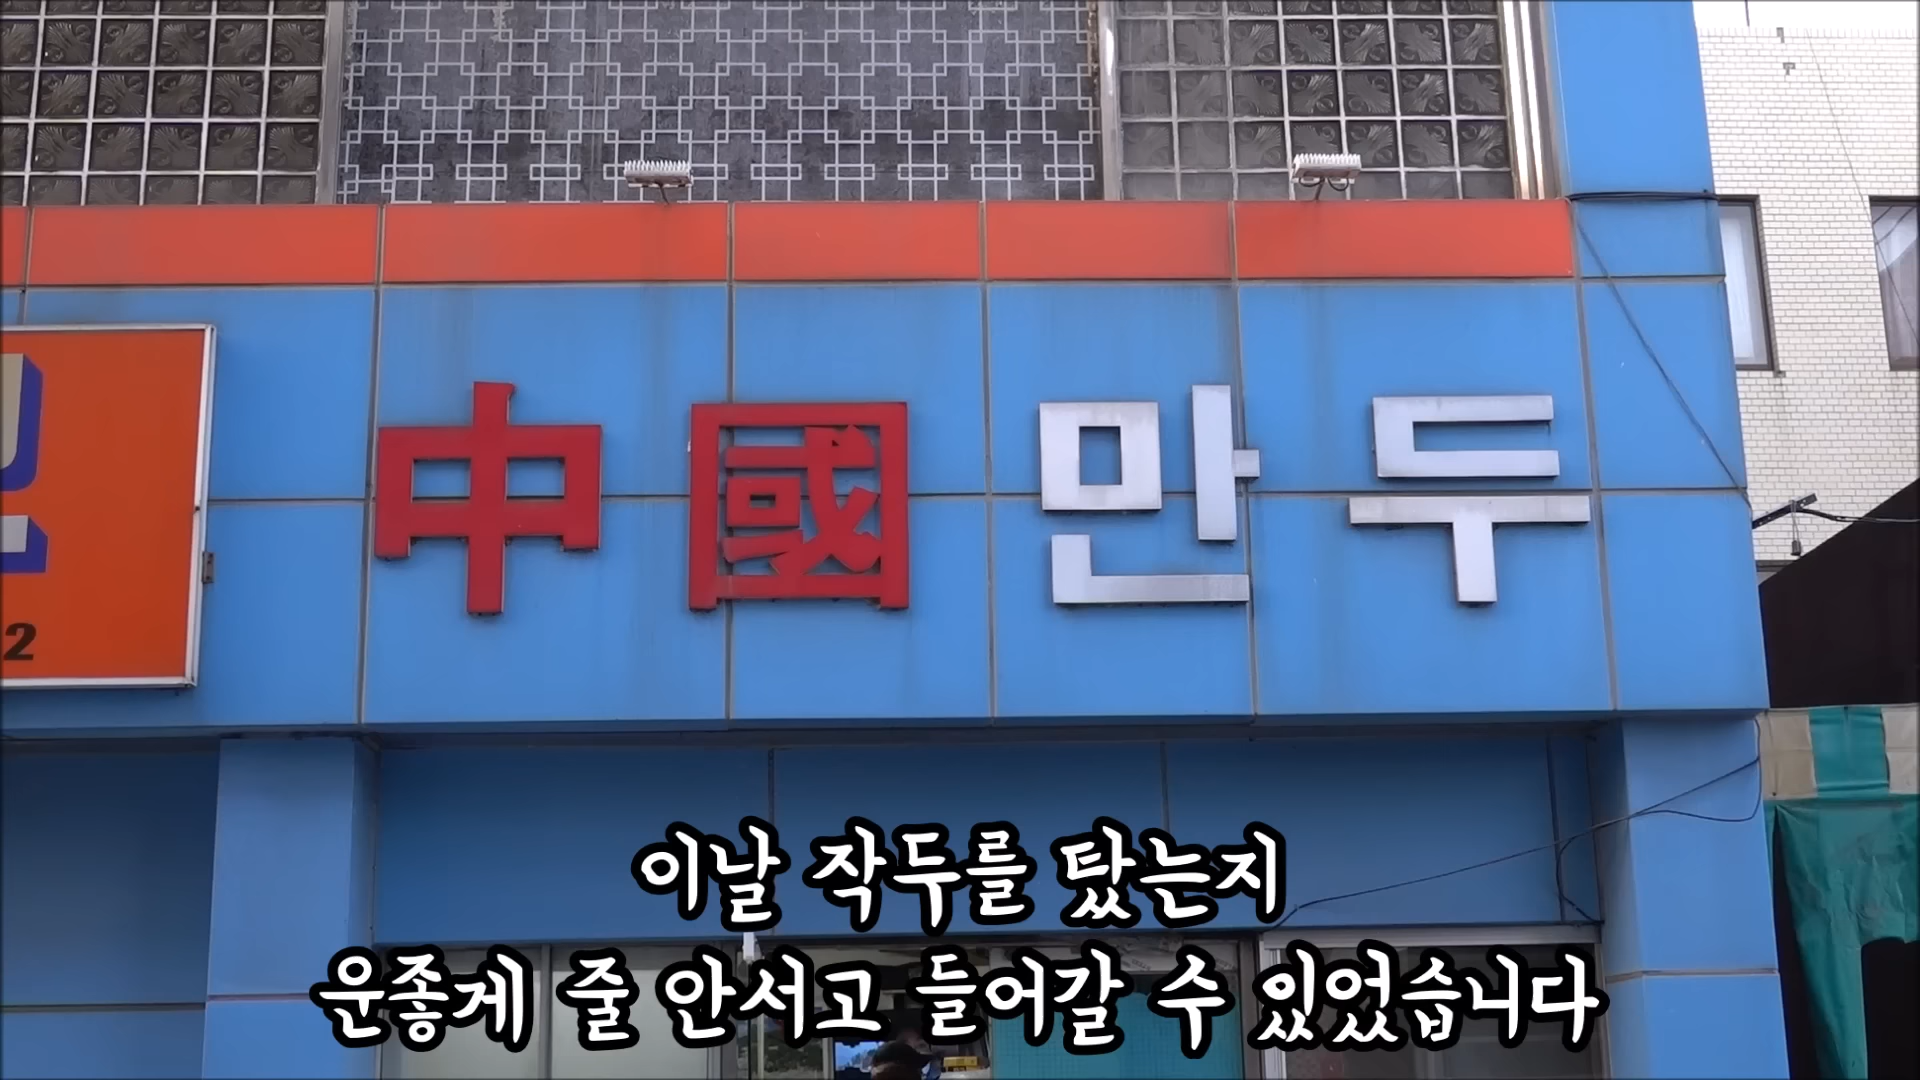 中國 만두
2
이날 작두를 탔는지
운좋게 줄 안서고 들어갈 수 있었습니다